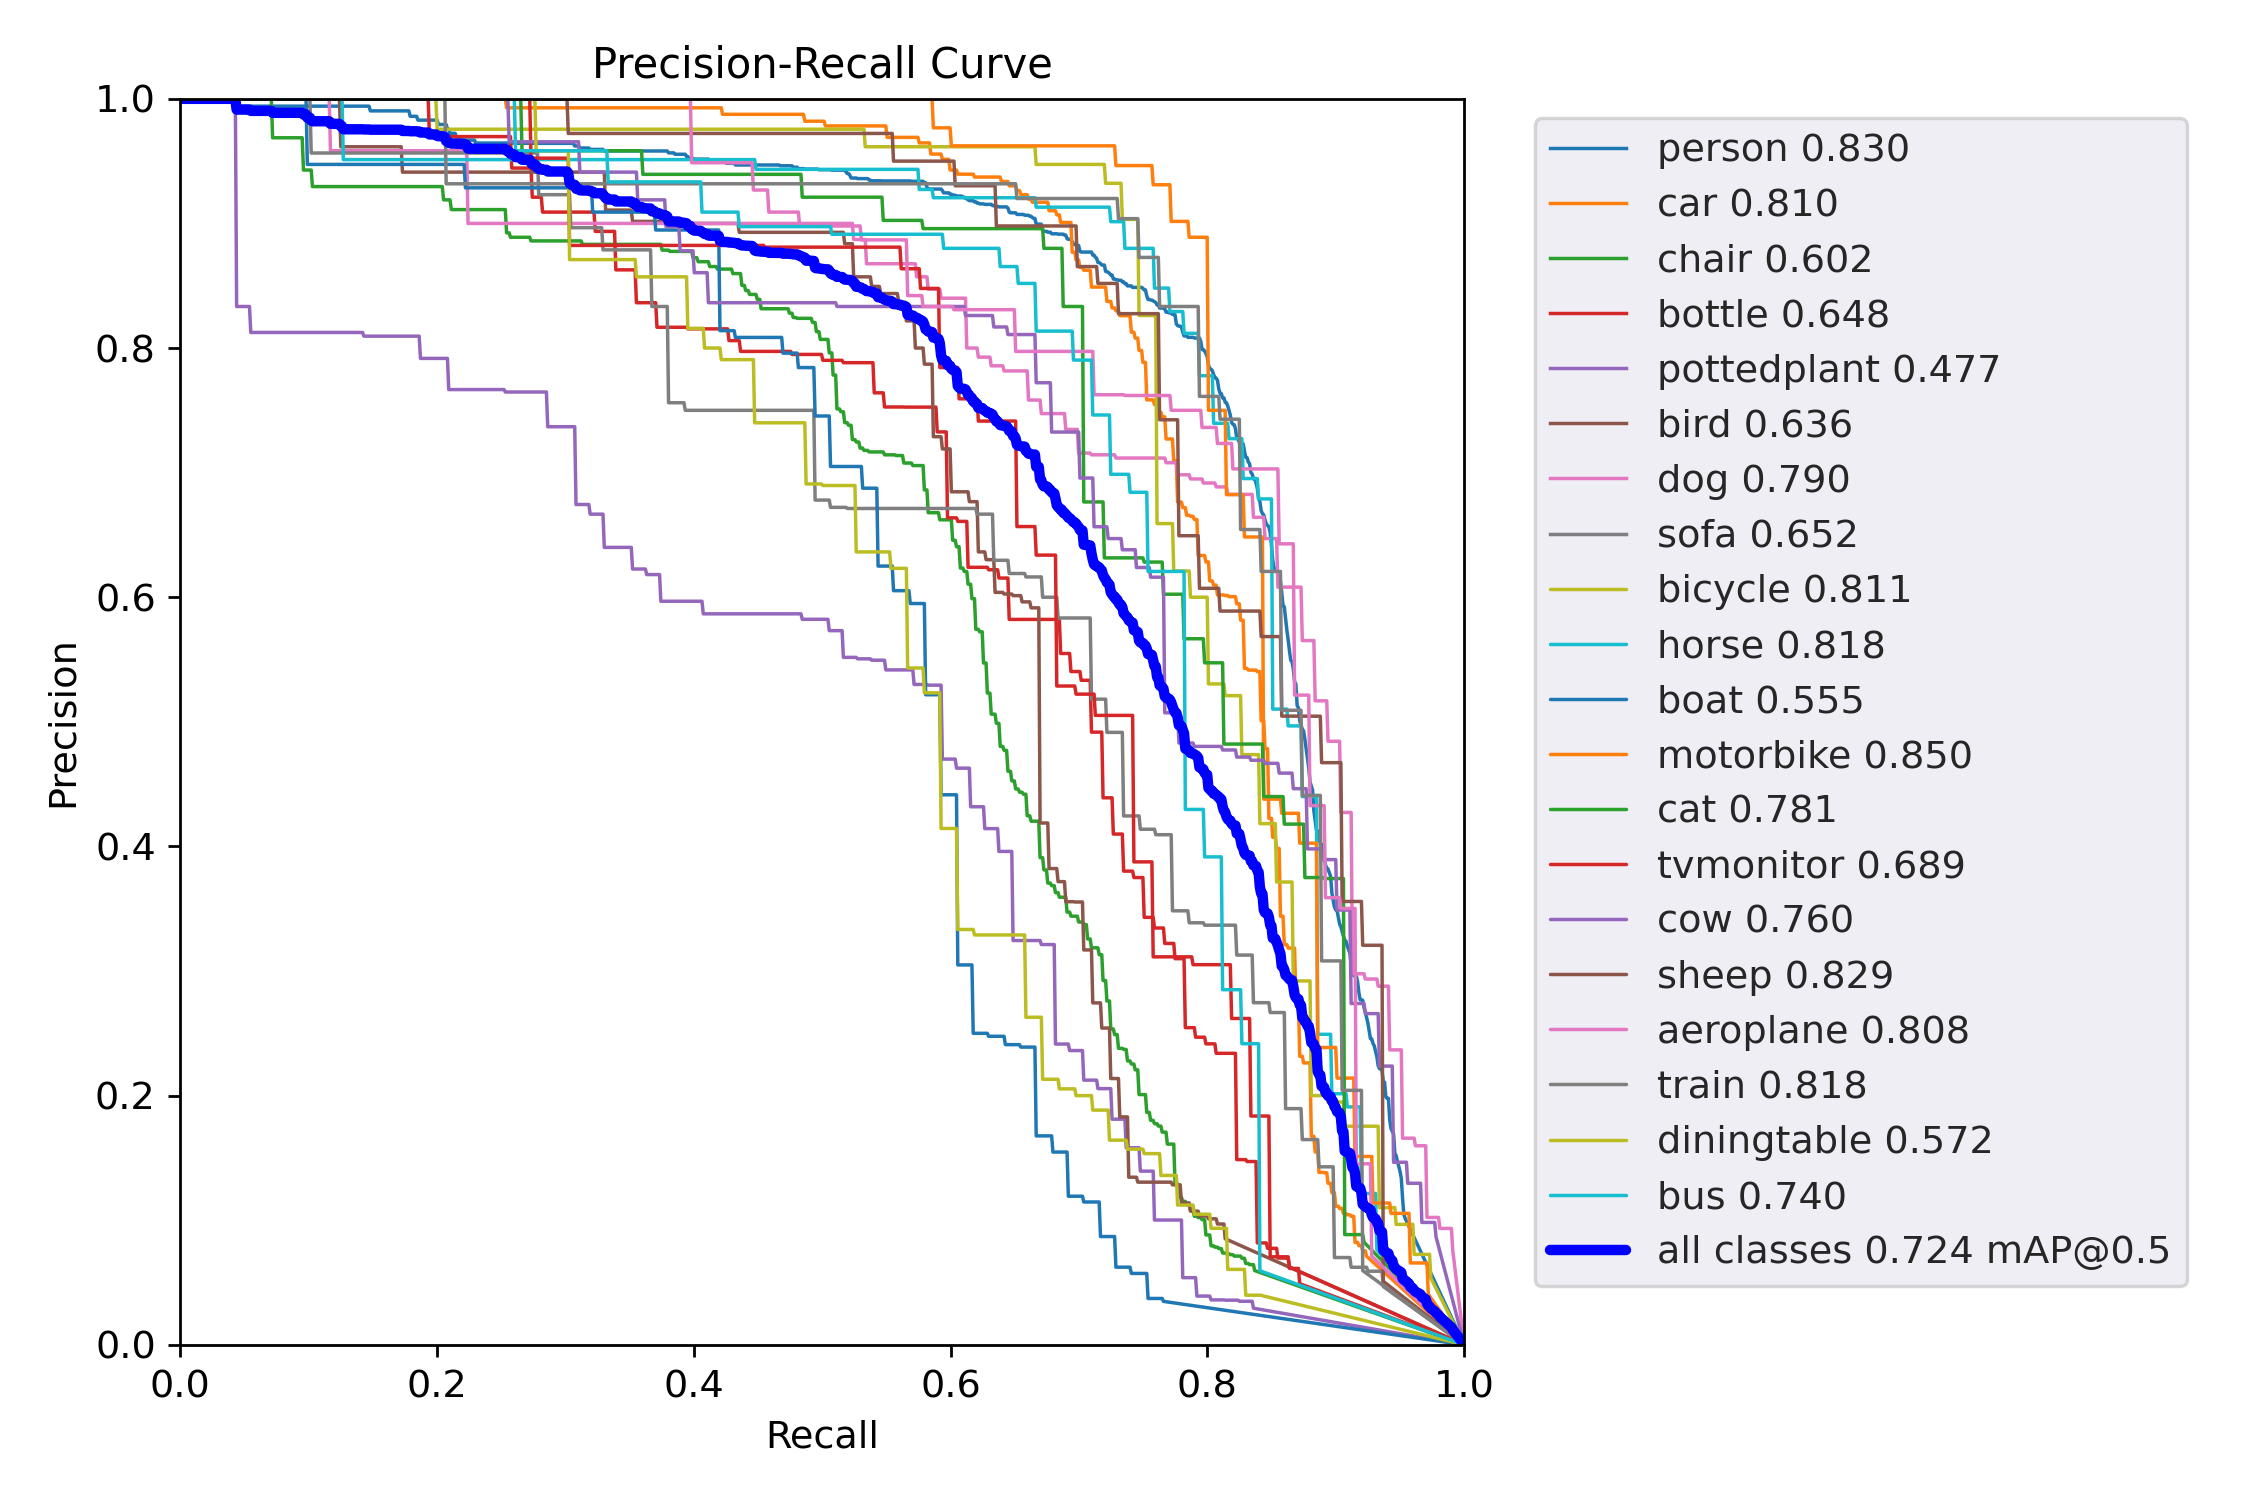 Precision-Recall Curve
1.0
0.8
0.6
0.4
0.2
0.0
Precision
0.0 0.2 0.4 0.6 0.8 1.0
Recall
person 0.830
car 0.810
chair 0.602
bottle 0.648
pottedplant 0.477
bird 0.636
dog 0.790
sofa 0.652
bicycle 0.811
horse 0.818
boat 0.555
motorbike 0.850
cat 0.781
tvmonitor 0.689
cow 0.760
sheep 0.829
aeroplane 0.808
train 0.818
diningtable 0.572
bus 0.740
all classes 0.724 mAP@0.5